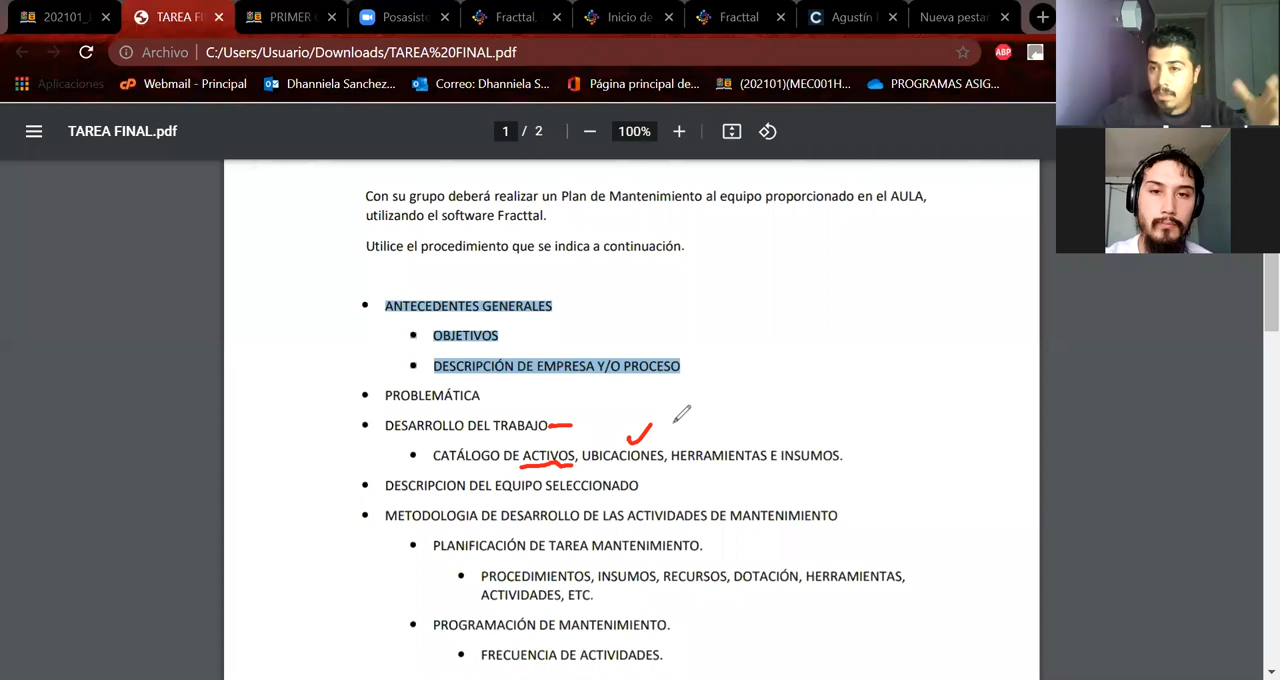 202101_
TAREA FI
PRIMER C
Posasiste
Fracttal.
Inicio de
Fracttal
Agustín
Nueva pestañ
Archivo
C:/Users/Usuario/Downloads/TAREA%20FINAL.pdf
ABP
Aplicaciones
Webmail - Principal
Dhanniela Sanchez...
Correo: Dhanniela S...
Página principal de...
(202101)(MEC001H...
PROGRAMAS ASIG...
TAREA FINAL.pdf
1 / 2
100%
Con su grupo deberá realizar un Plan de Mantenimiento al equipo proporcionado en el AULA,
utilizando el software Fracttal.
Utilice el procedimiento que se indica a continuación.
ANTECEDENTES GENERALES
OBJETIVOS
DESCRIPCIÓN DE EMPRESA Y/O PROCESO
PROBLEMÁTICA
DESARROLLO DEL TRABAJO
CATÁLOGO DE ACTIVOS, UBICACIONES, HERRAMIENTAS E INSUMOS.
DESCRIPCION DEL EQUIPO SELECCIONADO
METODOLOGIA DE DESARROLLO DE LAS ACTIVIDADES DE MANTENIMIENTO
PLANIFICACIÓN DE TAREA MANTENIMIENTO.
PROCEDIMIENTOS, INSUMOS, RECURSOS, DOTACIÓN, HERRAMIENTAS,
ACTIVIDADES, ETC.
PROGRAMACIÓN DE MANTENIMIENTO.
FRECUENCIA DE ACTIVIDADES.